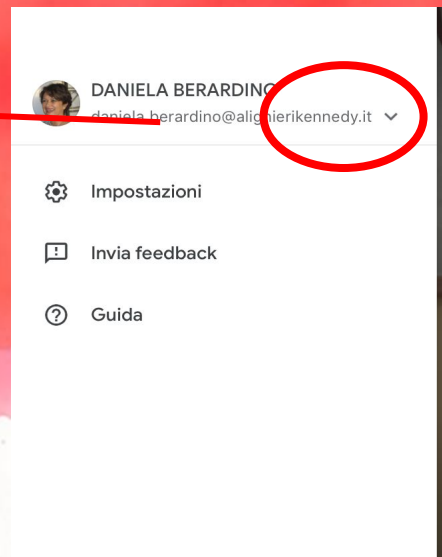 DANIELA BERARDINO
daniela.berardino@alighierikennedy.it
Impostazioni
Invia feedback
Guida